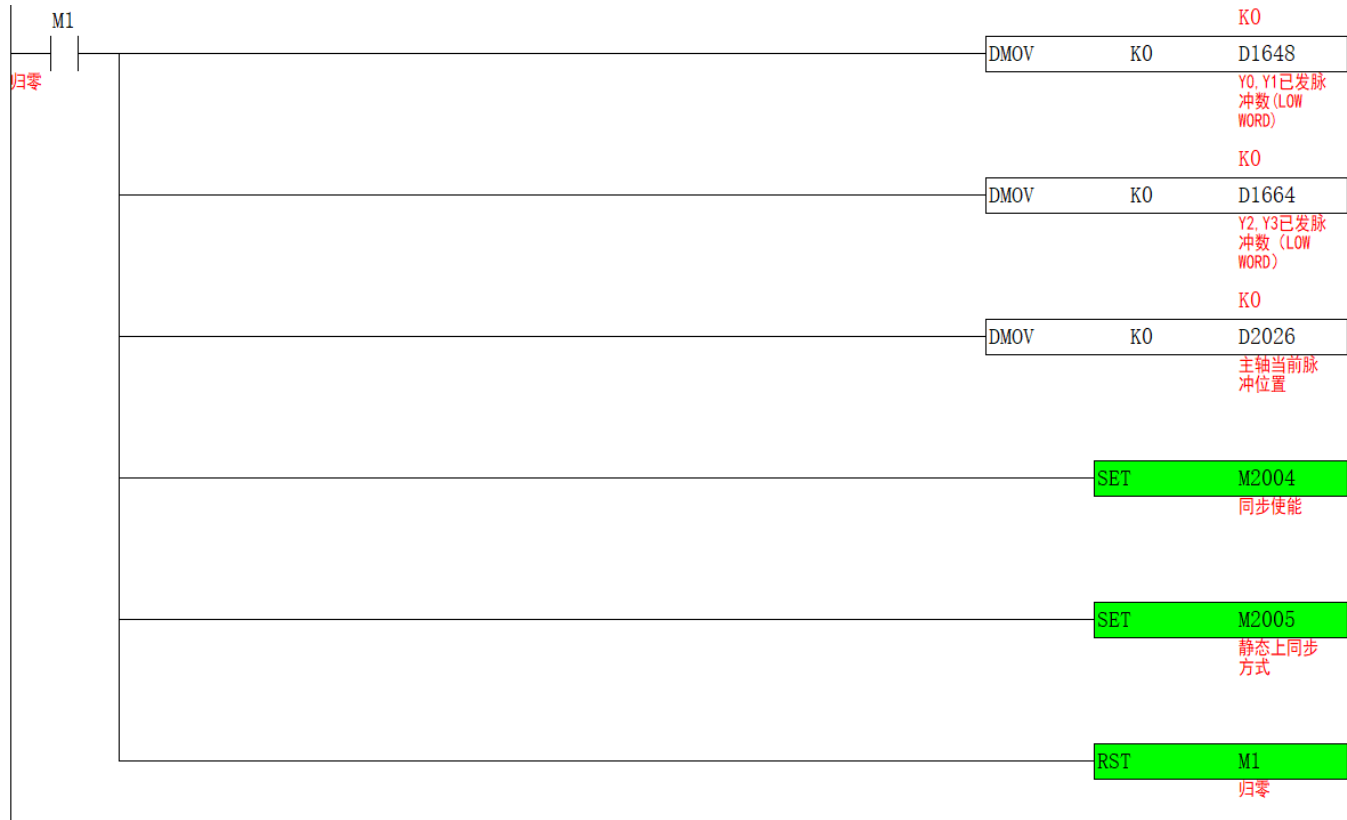 M1
归零
K0
DMOV K0 D1648
Y0,Y1已发脉
冲数(LOW
WORD)
K0
DMOV K0 D1664
Y2,Y3已发脉
冲数（LOW
WORD）
K0
DMOV K0 D2026
主轴当前脉
冲位置
SET M2004
同步使能
SET M2005
静态上同步
方式
RST M1
归零